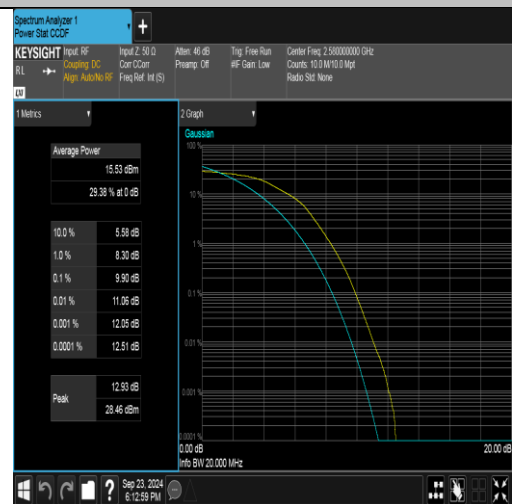 Spectrum Analyzer 1
Power Stat CCDF
+
KEYSIGHT Input: RF Input Z: 50 Ω Atten: 46 dB Trig: Free Run Center Freq: 2.580000000 GHz
RL Coupling: DC Corr CCorr Preamp: Off #IF Gain: Low Counts: 10.0 M/10.0 Mpt
Align: Auto/No RF Freq Ref: Int (S) Radio Std: None
1 Metrics
2 Graph
Average Power
15.53 dBm
29.38 % at 0 dB
10.0 % 5.58 dB
1.0 % 8.30 dB
0.1 % 9.90 dB
0.01 % 11.06 dB
0.001 % 12.05 dB
0.0001 % 12.51 dB
Peak 12.93 dB
28.46 dBm
Gaussian
100 %
10 %
1 %
0.1 %
0.01 %
0.001 %
0.0001 %
0.00 dB 20.00 dB
Info BW 20.000 MHz
?
Sep 23, 2024
6:12:59 PM